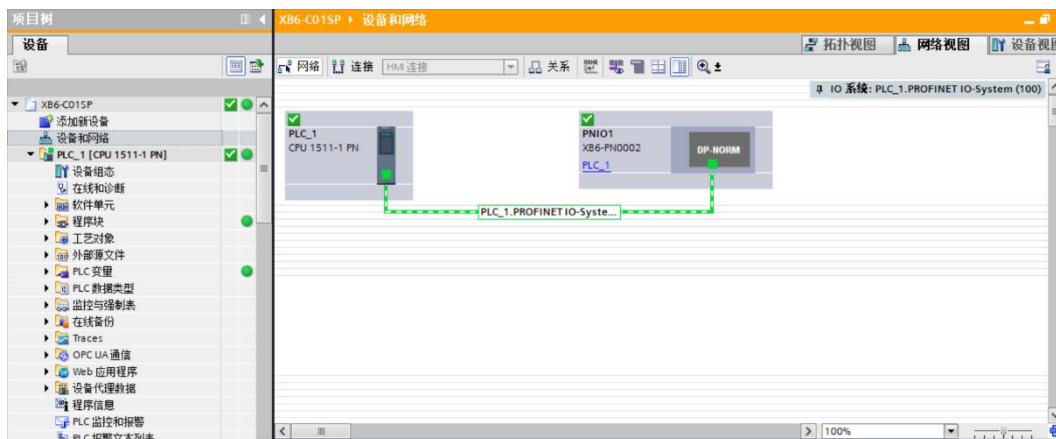 项目树
XB6-C01SP ▸ 设备和网络
设备
拓扑视图
网络视图
设备视图
网络
连接
HMI 连接
关系
IO 系统: PLC_1.PROFINET IO-System (100)
XB6-C01SP
添加新设备
设备和网络
PLC_1 [CPU 1511-1 PN]
设备组态
在线和诊断
软件单元
程序块
工艺对象
外部源文件
PLC 变量
PLC 数据类型
监控与强制表
在线备份
Traces
OPC UA 通信
Web 应用程序
设备代理数据
程序信息
PLC 监控和报警
PLC 报警文本列表
PLC_1
CPU 1511-1 PN
PNIO1
XB6-PN0002
PLC_1
DP-NORM
PLC_1.PROFINET IO-Syste...
100%